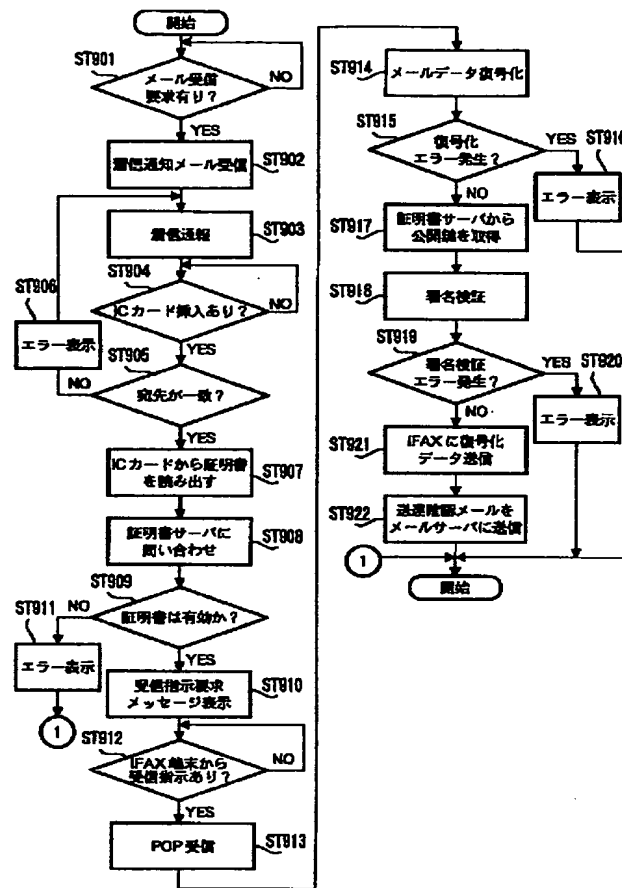 開始
ST901
メール受信
要求有り？
NO
YES
着信通知メール受信
ST902
着信通報
ST903
ST904
ICカード挿入あり？
NO
YES
ST905
宛先が一致？
NO
ST906
エラー表示
YES
ICカードから証明書
を読み出す
ST907
証明書サーバに
問い合わせ
ST908
ST909
証明書は有効か？
NO
ST911
エラー表示
1
YES
受信指示要求
メッセージ表示
ST910
ST912
IFAX端末から
受信指示あり？
NO
YES
POP受信
ST913
ST914
メールデータ復号化
ST915
復号化
エラー発生？
YES
ST916
エラー表示
NO
ST917
証明書サーバから
公開鍵を取得
ST918
署名検証
ST919
署名検証
エラー発生？
YES
ST920
エラー表示
NO
ST921
IFAXに復号化
データ送信
ST922
送達確認メールを
メールサーバに送信
1
開始